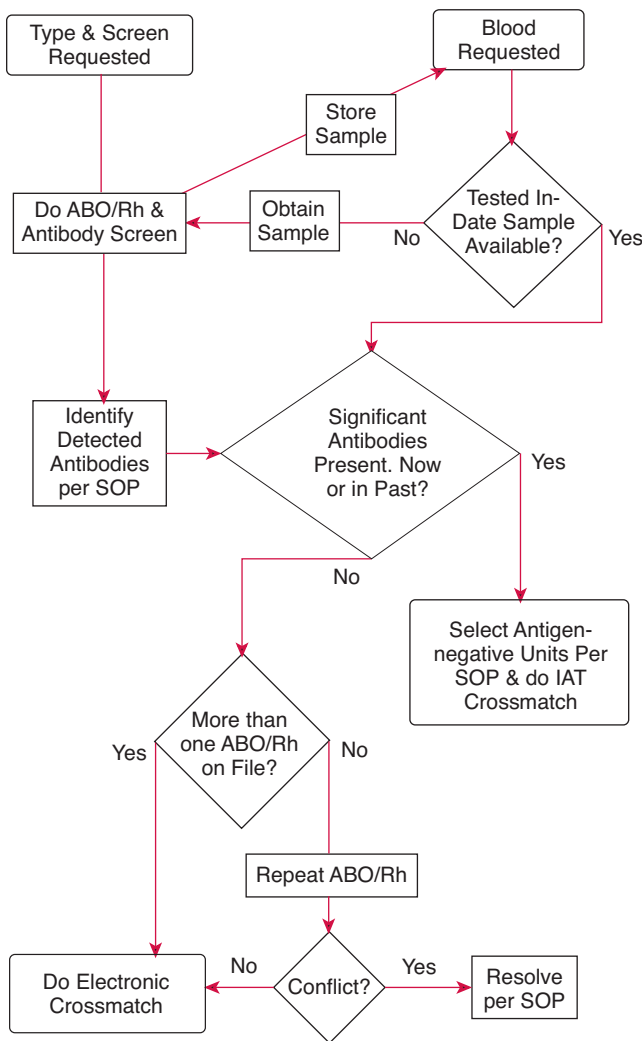 Type & Screen
Requested
Blood
Requested
Store
Sample
Do ABO/Rh &
Antibody Screen
Obtain
Sample
No
Tested In-
Date Sample
Available?
Yes
Identify
Detected
Antibodies
per SOP
Significant
Antibodies
Present. Now
or in Past?
Yes
No
Select Antigen-
negative Units Per
SOP & do IAT
Crossmatch
More than
one ABO/Rh
on File?
Yes
No
Repeat ABO/Rh
Do Electronic
Crossmatch
No
Conflict?
Yes
Resolve
per SOP